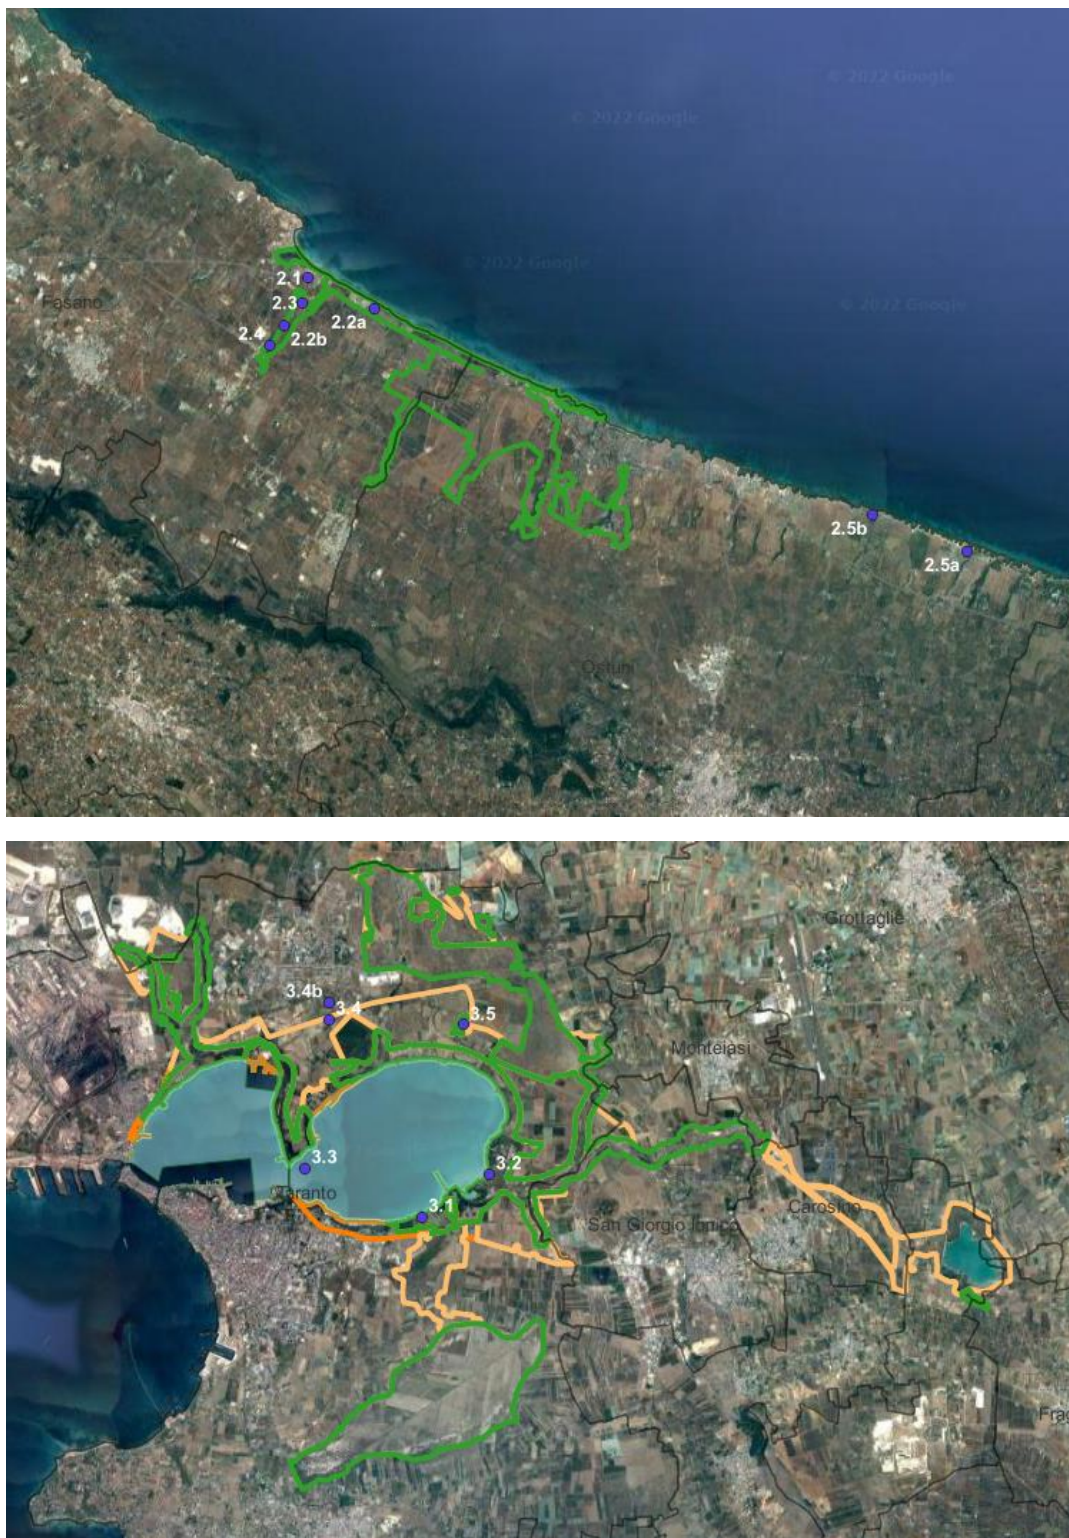 © 2022 Google
© 2022 Google
© 2022 Google
© 2022 Google
2.1
Fasano
2.3
2.2a
2.4
2.2b
2.5b
2.5a
Ostuni
Grottaglie
3.4b
3.4
3.5
Monteiasi
3.3
3.2
Taranto
3.1
San Giorgio Ionico
Carosino
Frag